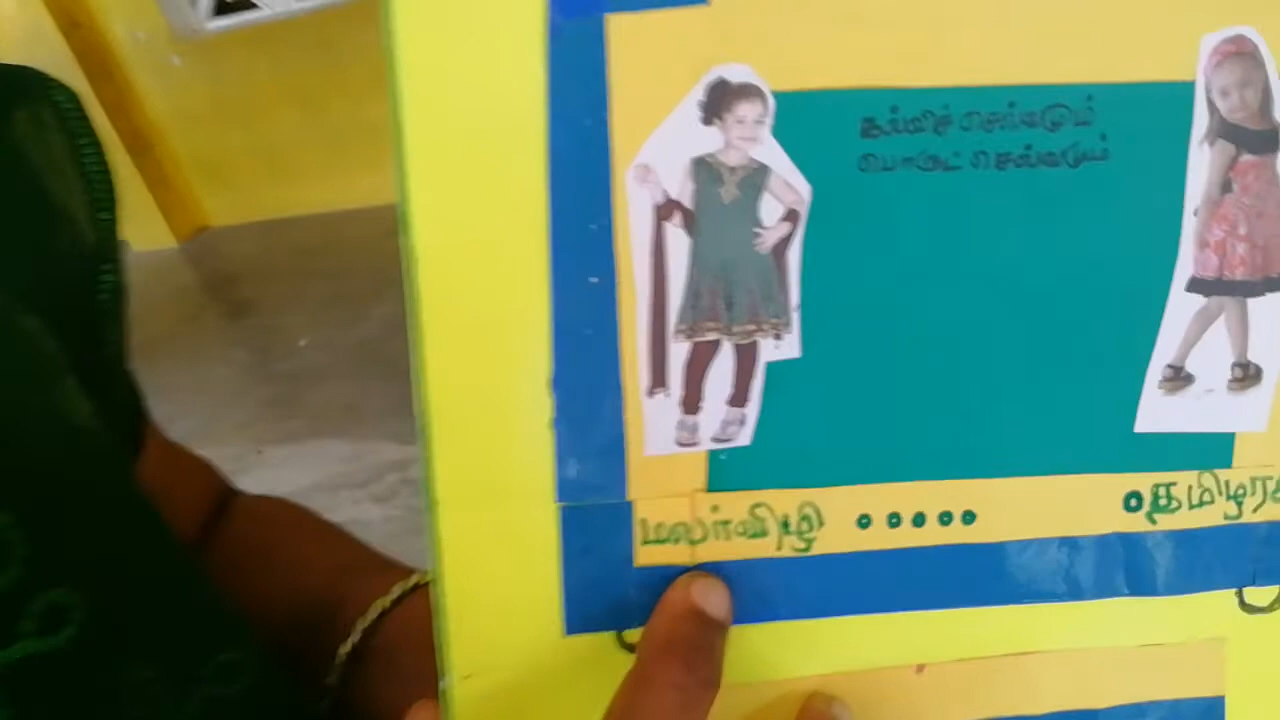 கல்விச் செல்வமும்
பொருட் செல்வமும்
மலர்விழி ○○○○○ ○தமிழர